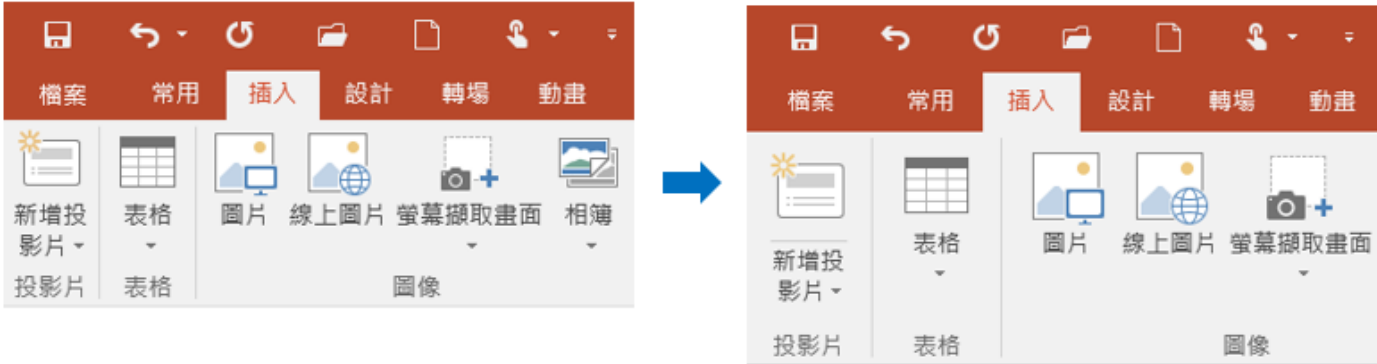 檔案 常用 插入 設計 轉場 動畫
新增投影片 表格 圖片 線上圖片 螢幕擷取畫面 相簿
投影片 表格 圖像
檔案 常用 插入 設計 轉場 動畫
新增投影片 表格 圖片 線上圖片 螢幕擷取畫面
投影片 表格 圖像